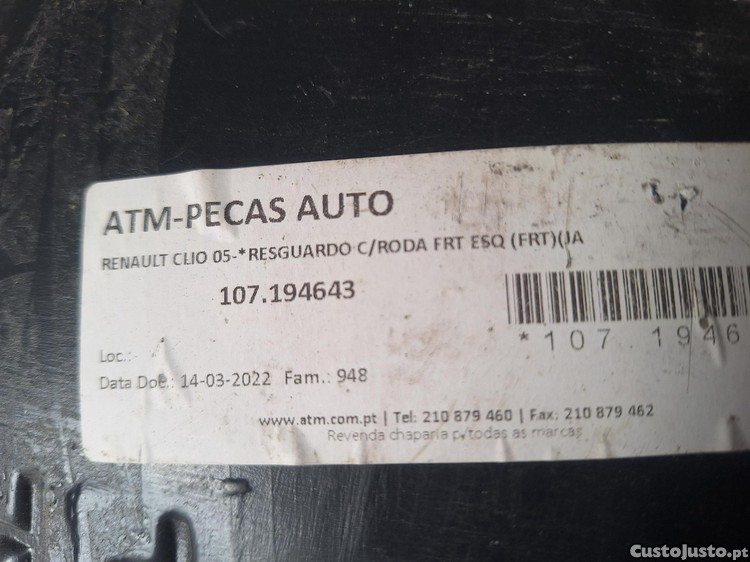 ATM-PECAS AUTO
RENAULT CLIO 05-*RESGUARDO C/RODA FRT ESQ (FRT)(JA
107.194643
*107.1946
Loc.:
Data Doc.: 14-03-2022 Fam.: 948
www.atm.com.pt | Tel: 210 879 460 | Fax: 210 879 462
Revenda chaparia p/todas as marcas
CustoJusto.pt